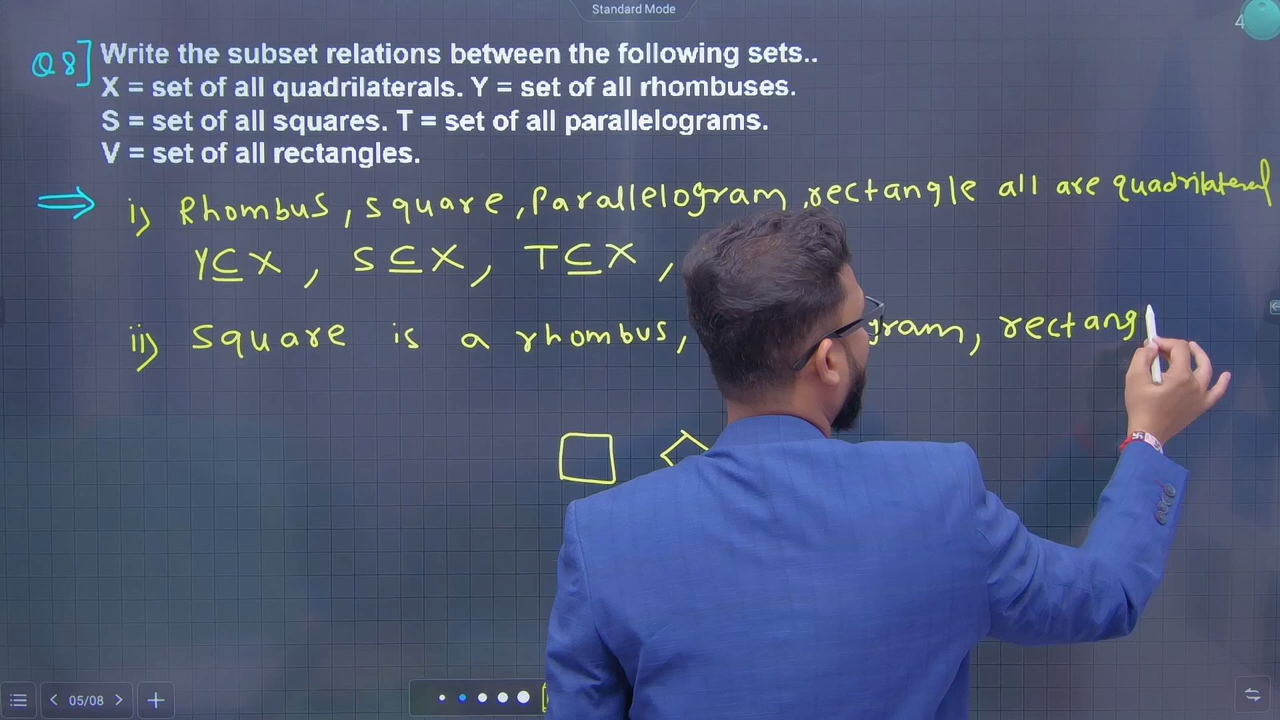 Standard Mode
4
Q 8] Write the subset relations between the following sets..
X = set of all quadrilaterals. Y = set of all rhombuses.
S = set of all squares. T = set of all parallelograms.
V = set of all rectangles.
⇒ i) Rhombus, square, Parallelogram, rectangle all are quadrilateral
Y ⊆ X , S ⊆ X , T ⊆ X ,
ii) square is a rhombus, gram, rectang
05/08